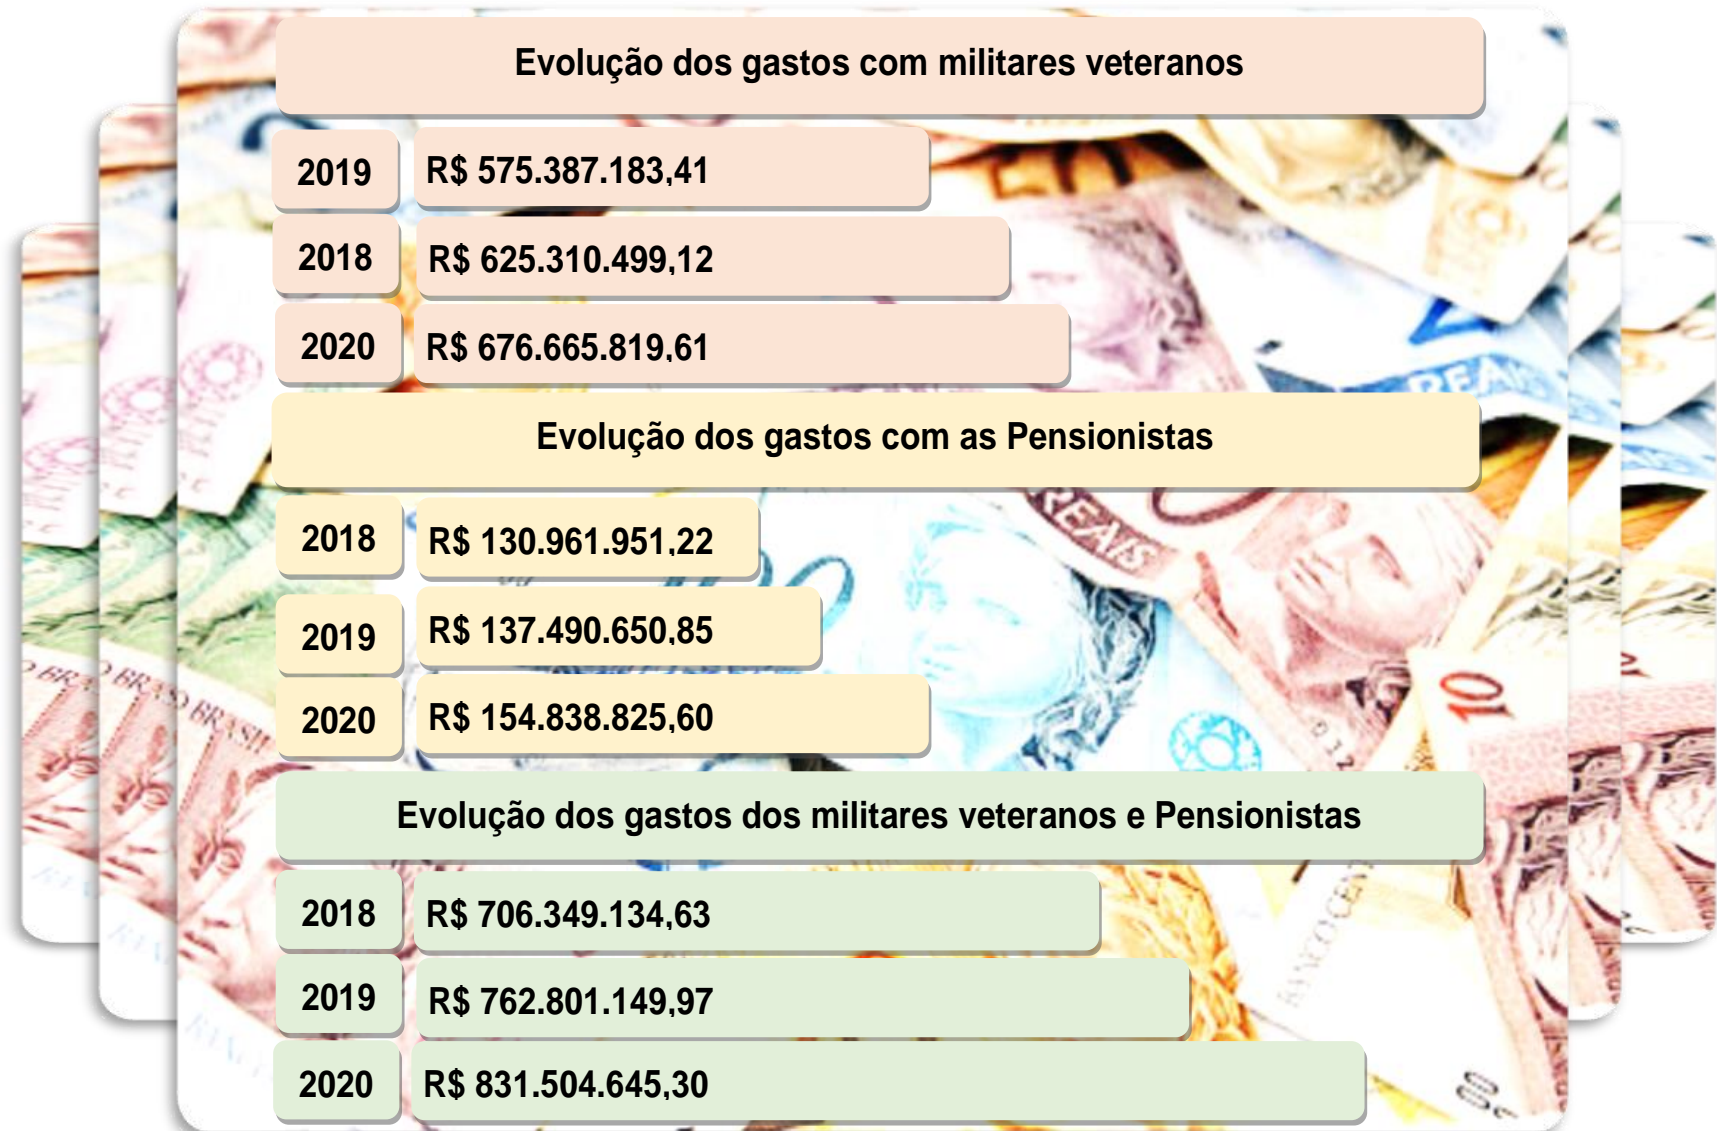 Evolução dos gastos com militares veteranos
2019 R$ 575.387.183,41
2018 R$ 625.310.499,12
2020 R$ 676.665.819,61
Evolução dos gastos com as Pensionistas
2018 R$ 130.961.951,22
2019 R$ 137.490.650,85
2020 R$ 154.838.825,60
Evolução dos gastos dos militares veteranos e Pensionistas
2018 R$ 706.349.134,63
2019 R$ 762.801.149,97
2020 R$ 831.504.645,30
REAIS
10